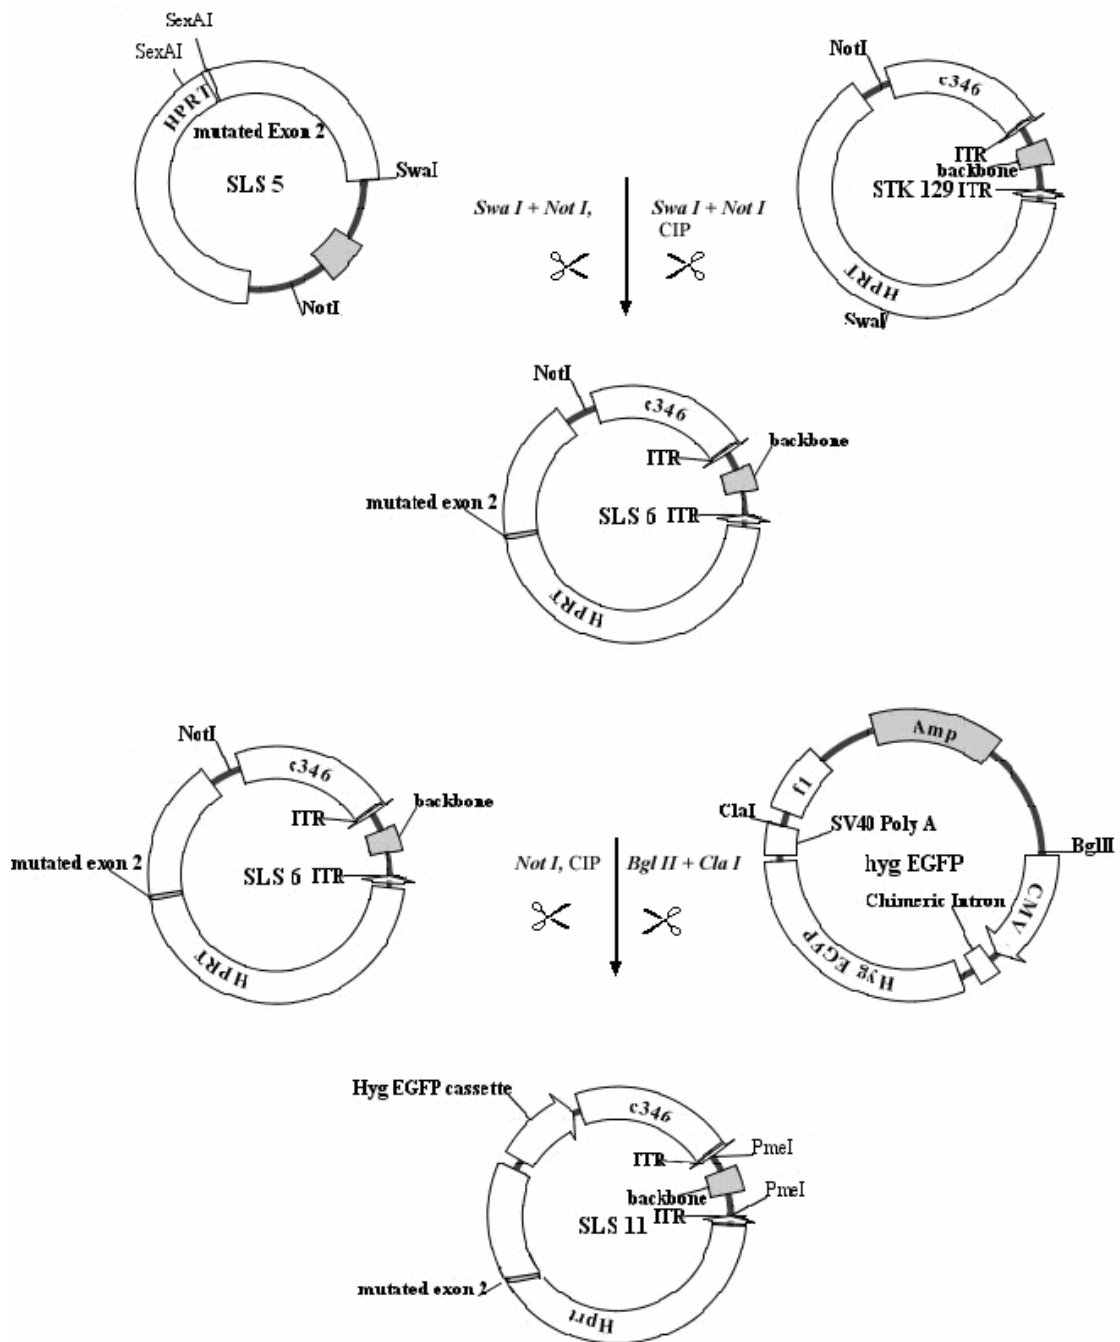 SexAI
SexAI
HPRT
mutated Exon 2
SLS 5
SwaI
NotI
Swa I + Not I,
Swa I + Not I
CIP
NotI
c346
ITR
backbone
STK 129 ITR
HPRT
SwaI
NotI
c346
backbone
ITR
mutated exon 2
SLS 6 ITR
HPRT
NotI
c346
ITR
backbone
mutated exon 2
SLS 6 ITR
HPRT
Not I, CIP
Bgl II + Cla I
Amp
f1
ClaI
SV40 Poly A
BglII
hyg EGFP
Chimeric Intron
CMV
Hyg EGFP
Hyg EGFP cassette
c346
PmeI
ITR
backbone
PmeI
SLS 11 ITR
mutated exon 2
Hprt